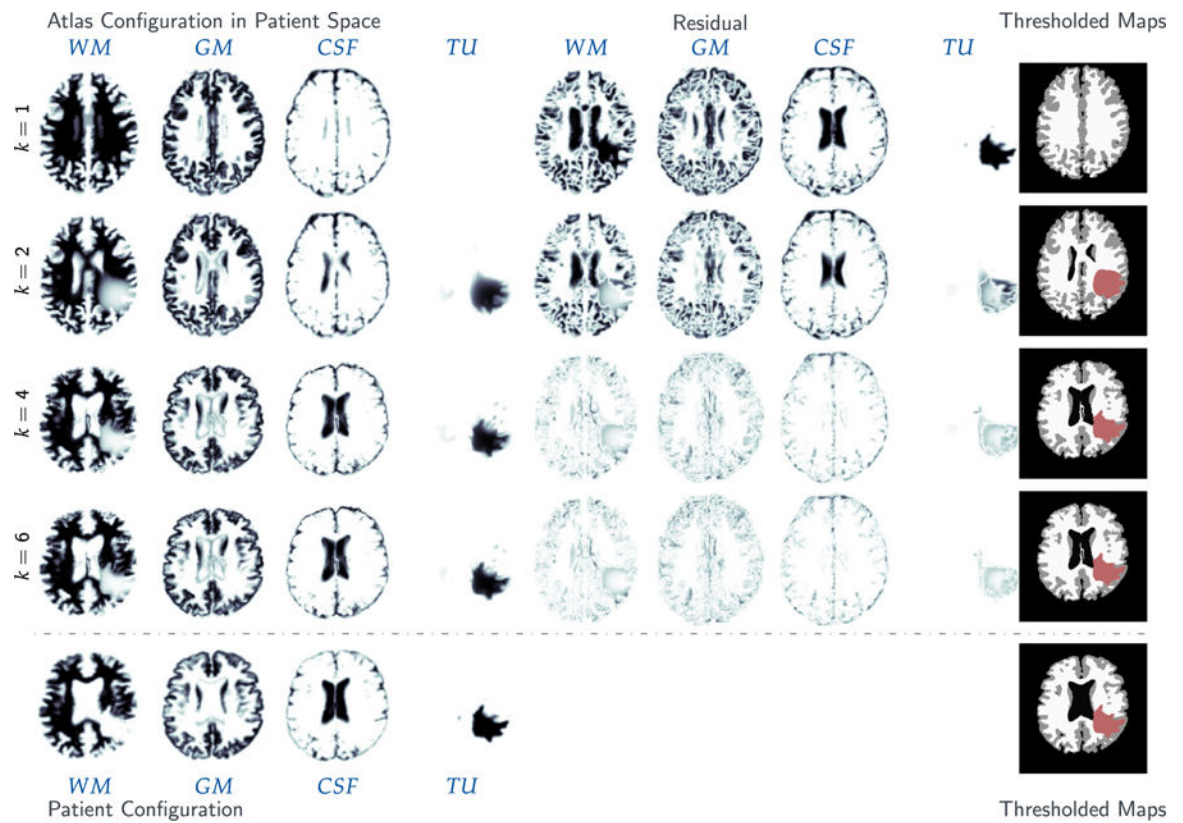 Atlas Configuration in Patient Space Residual Thresholded Maps
WM GM CSF TU WM GM CSF TU
k = 1
k = 2
k = 4
k = 6
WM GM CSF TU
Patient Configuration Thresholded Maps